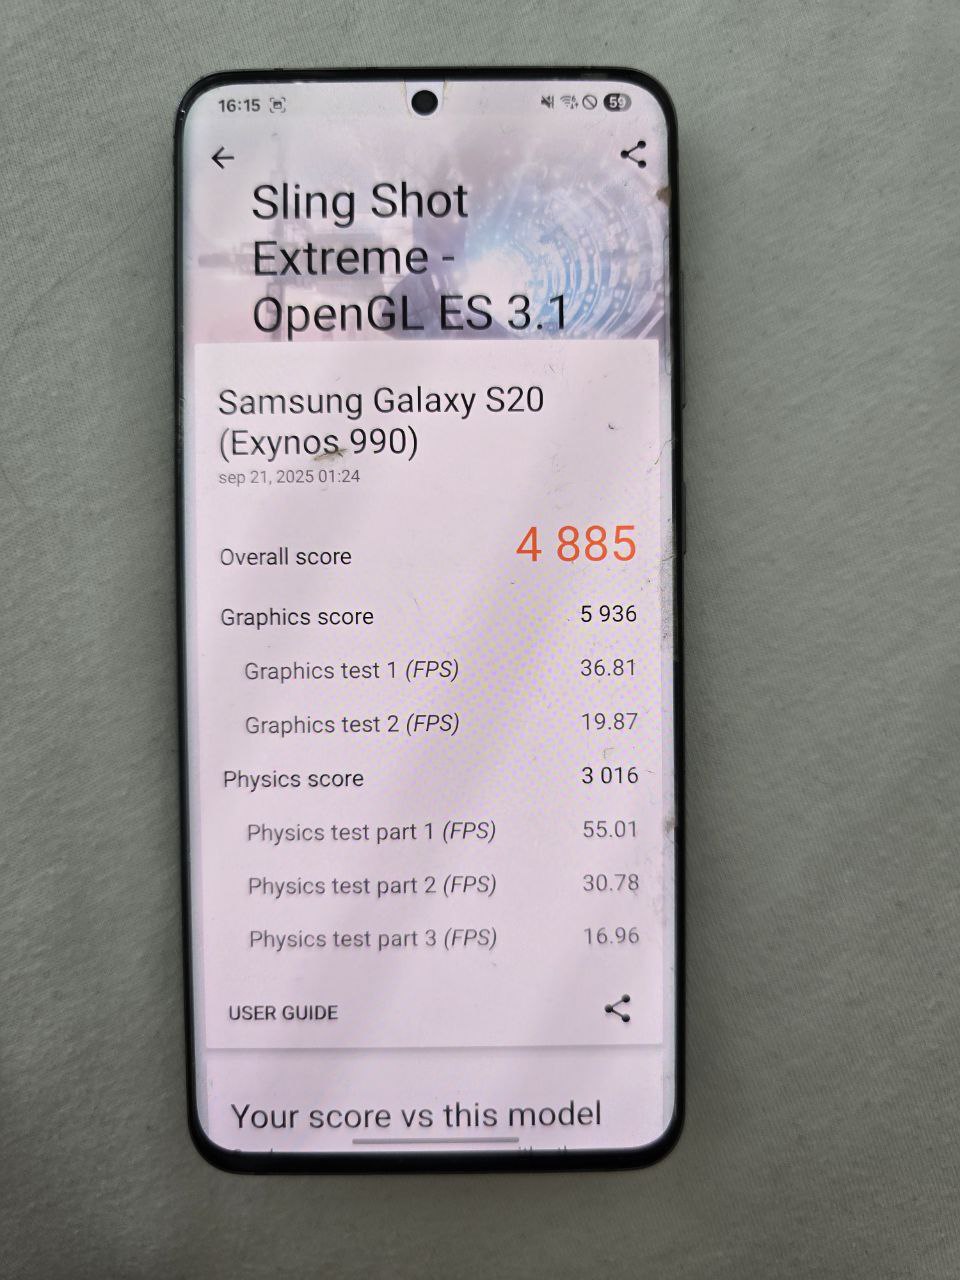 16:15 59
Sling Shot
Extreme -
OpenGL ES 3.1
Samsung Galaxy S20
(Exynos 990)
sep 21, 2025 01:24
Overall score 4 885
Graphics score 5 936
Graphics test 1 (FPS) 36.81
Graphics test 2 (FPS) 19.87
Physics score 3 016
Physics test part 1 (FPS) 55.01
Physics test part 2 (FPS) 30.78
Physics test part 3 (FPS) 16.96
USER GUIDE
Your score vs this model